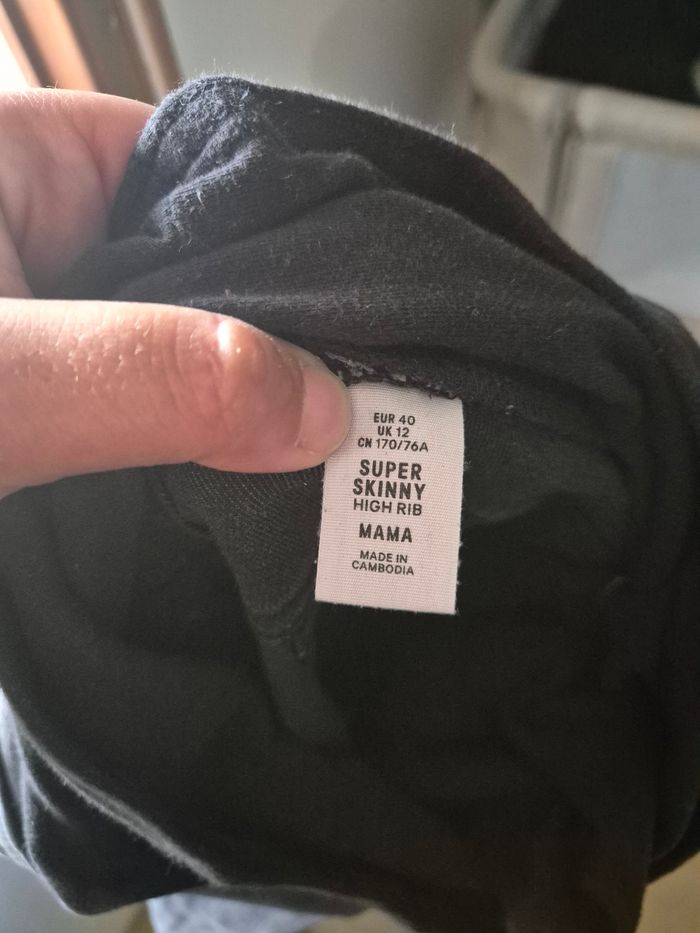 EUR 40
UK 12
CN 170/76A
SUPER
SKINNY
HIGH RIB
MAMA
MADE IN
CAMBODIA